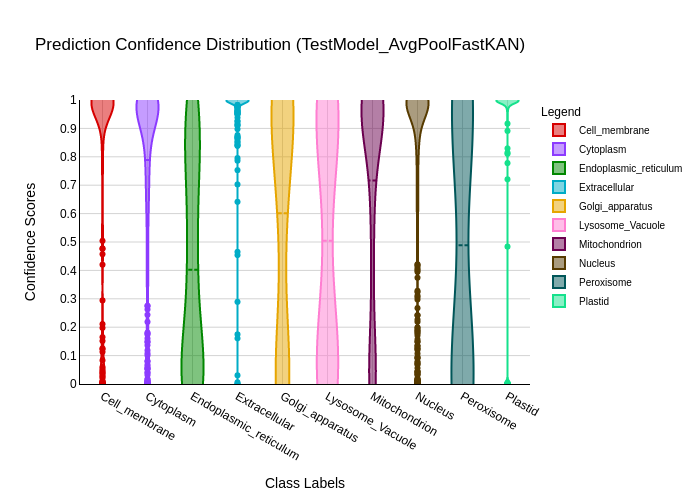 Prediction Confidence Distribution (TestModel_AvgPoolFastKAN)
Legend
Cell_membrane
Cytoplasm
Endoplasmic_reticulum
Extracellular
Golgi_apparatus
Lysosome_Vacuole
Mitochondrion
Nucleus
Peroxisome
Plastid
Confidence Scores
1
0.9
0.8
0.7
0.6
0.5
0.4
0.3
0.2
0.1
0
Cell_membrane
Cytoplasm
Endoplasmic_reticulum
Extracellular
Golgi_apparatus
Lysosome_Vacuole
Mitochondrion
Nucleus
Peroxisome
Plastid
Class Labels